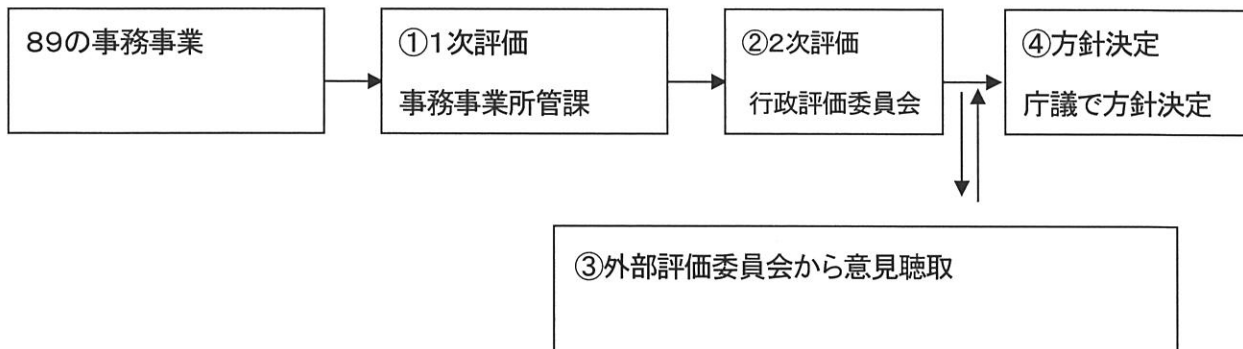 89の事務事業
①1次評価
事務事業所管課
②2次評価
行政評価委員会
④方針決定
庁議で方針決定
③外部評価委員会から意見聴取